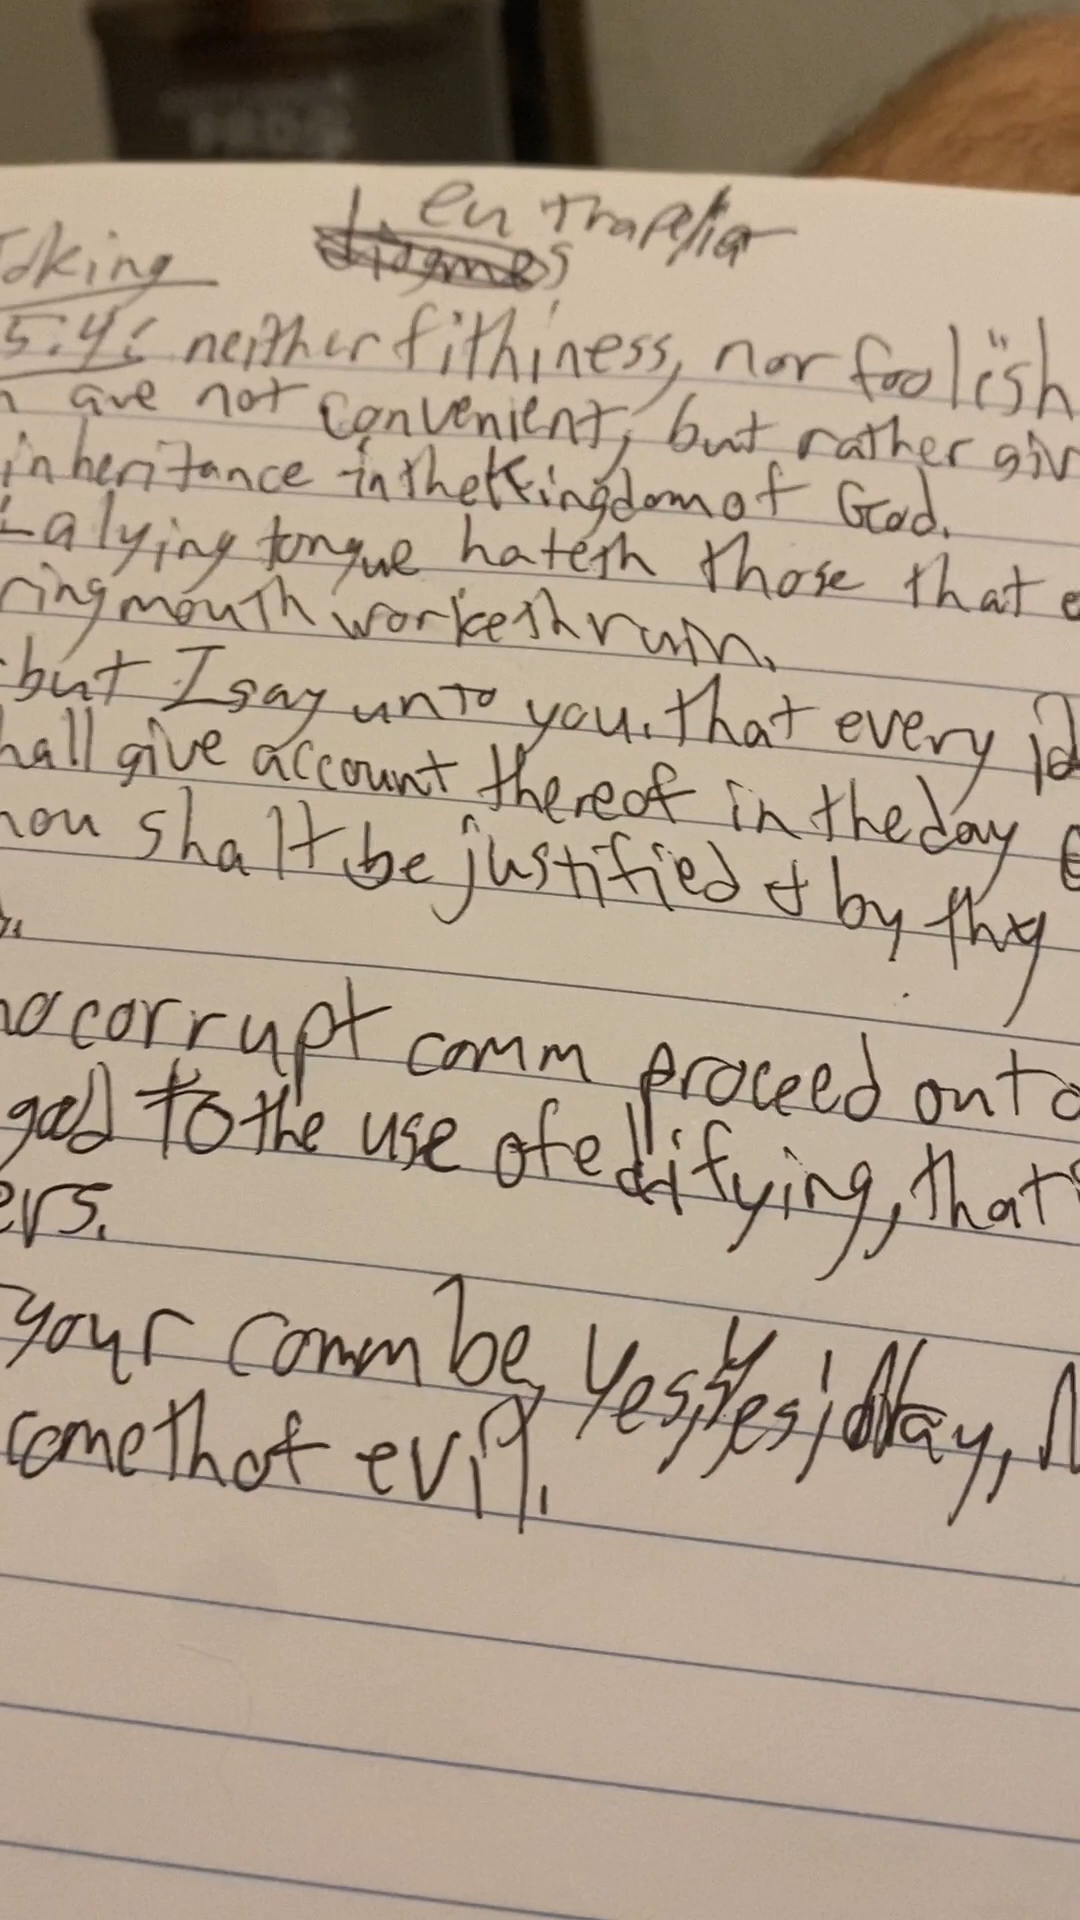 eutrapelia
oking
5:4: neither fithiness, nor foolish
are not convenient, but rather giv
inheritance in the Kingdom of God.
a lying tongue hateth those that
ring mouth worketh ruin.
but I say unto you. that every id
hall give account thereof in the day
hou shalt be justified & by thy
no corrupt comm proceed out o
good to the use of edifying, that
ers.
your comm be, Yes, Yes; Nay, N
cometh of evil.